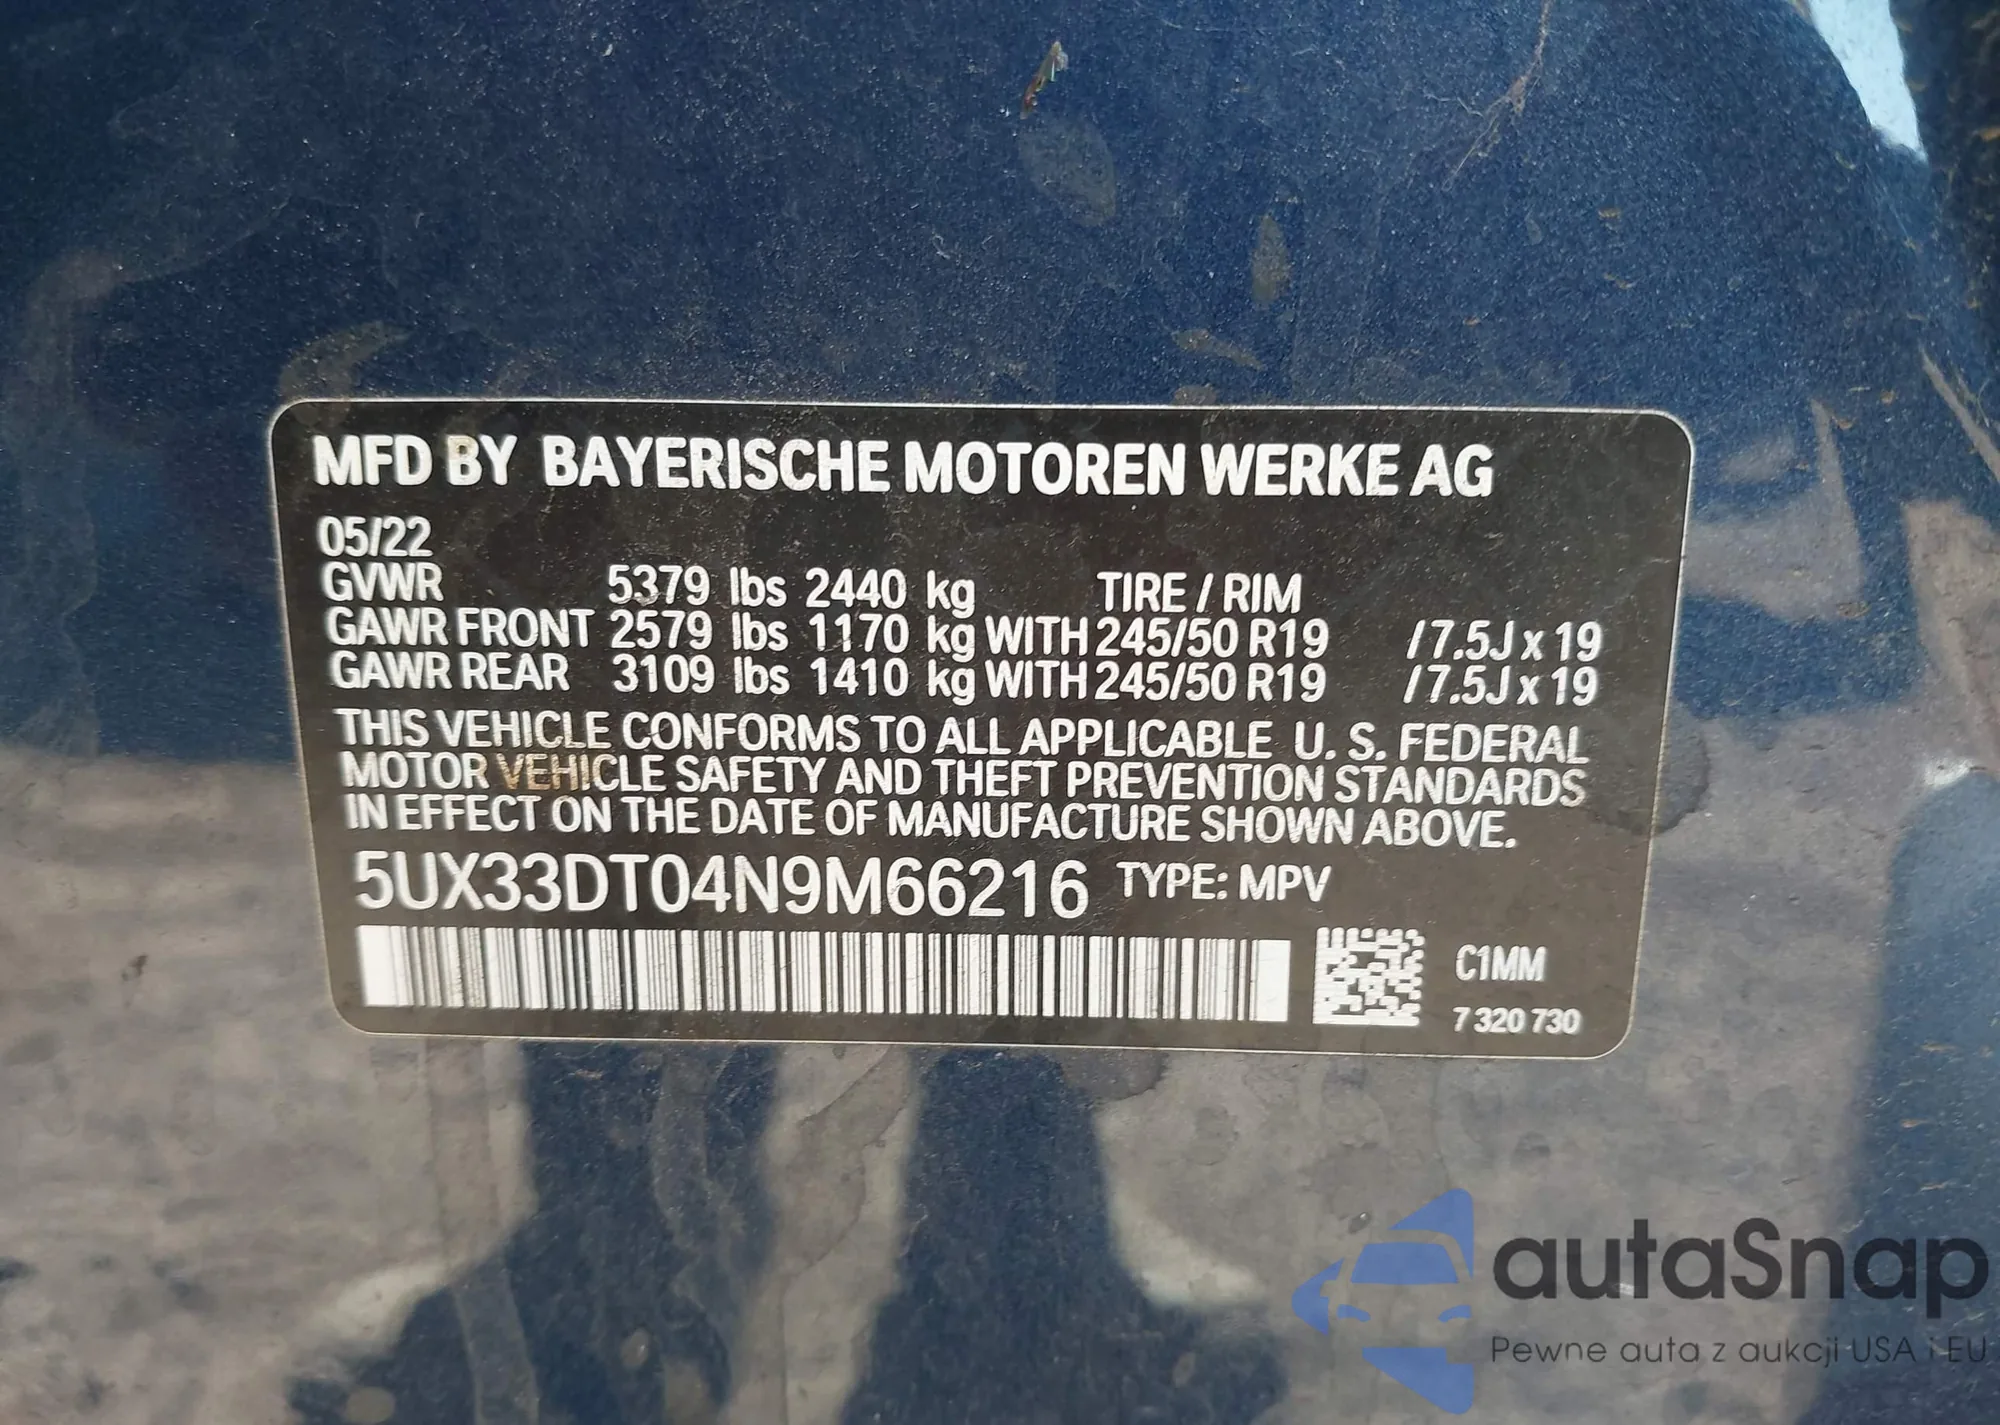 MFD BY BAYERISCHE MOTOREN WERKE AG
05/22
GVWR 5379 lbs 2440 kg TIRE / RIM
GAWR FRONT 2579 lbs 1170 kg WITH 245/50 R19 /7.5J x 19
GAWR REAR 3109 lbs 1410 kg WITH 245/50 R19 /7.5J x 19
THIS VEHICLE CONFORMS TO ALL APPLICABLE U. S. FEDERAL
MOTOR VEHICLE SAFETY AND THEFT PREVENTION STANDARDS
IN EFFECT ON THE DATE OF MANUFACTURE SHOWN ABOVE.
5UX33DT04N9M66216 TYPE: MPV
C1MM
7 320 730
autaSnap
Pewne auta z aukcji USA i EU